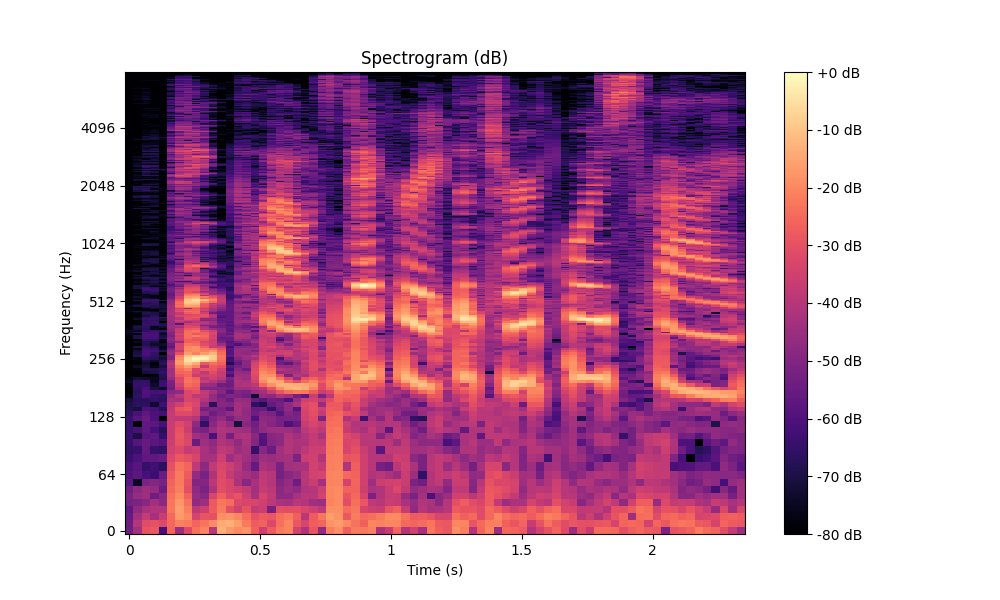 Spectrogram (dB)
Frequency (Hz)
4096
2048
1024
512
256
128
64
0
0 0.5 1 1.5 2
Time (s)
+0 dB
-10 dB
-20 dB
-30 dB
-40 dB
-50 dB
-60 dB
-70 dB
-80 dB